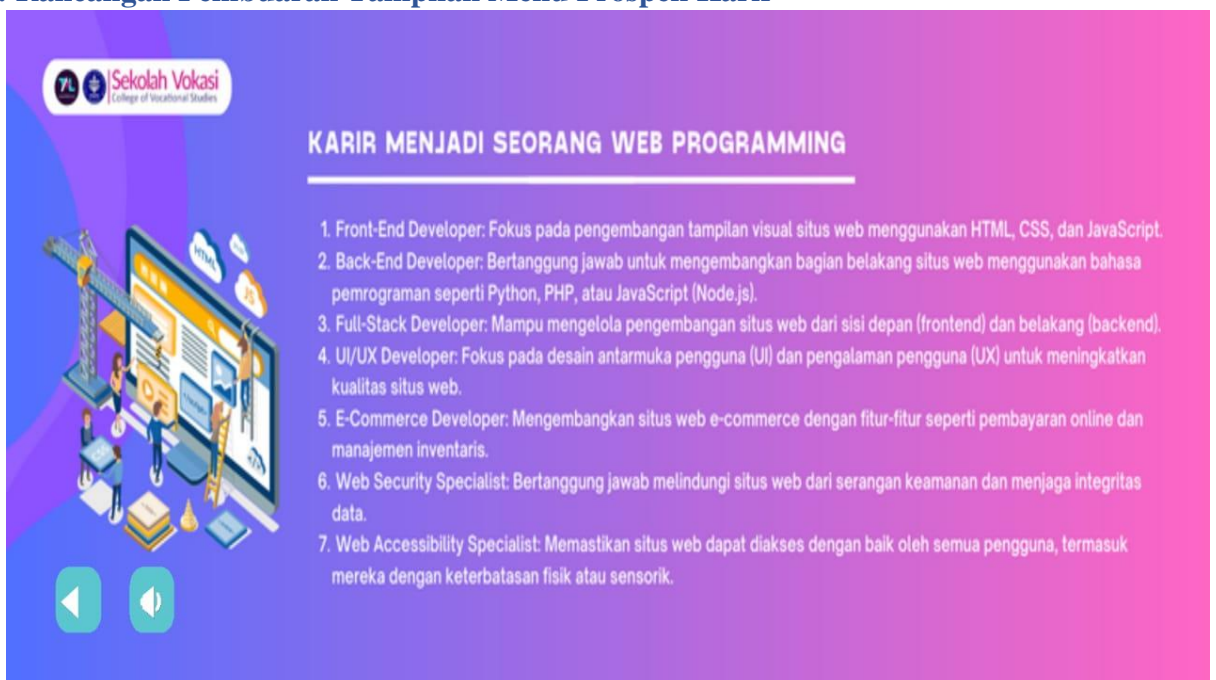 Rancangan Pembuatan Tampilan Menu Prospek Karir
Sekolah Vokasi
College of Vocational Studies
KARIR MENJADI SEORANG WEB PROGRAMMING
1. Front-End Developer: Fokus pada pengembangan tampilan visual situs web menggunakan HTML, CSS, dan JavaScript.
2. Back-End Developer: Bertanggung jawab untuk mengembangkan bagian belakang situs web menggunakan bahasa
pemrograman seperti Python, PHP, atau JavaScript (Node.js).
3. Full-Stack Developer: Mampu mengelola pengembangan situs web dari sisi depan (frontend) dan belakang (backend).
4. UI/UX Developer: Fokus pada desain antarmuka pengguna (UI) dan pengalaman pengguna (UX) untuk meningkatkan
kualitas situs web.
5. E-Commerce Developer: Mengembangkan situs web e-commerce dengan fitur-fitur seperti pembayaran online dan
manajemen inventaris.
6. Web Security Specialist: Bertanggung jawab melindungi situs web dari serangan keamanan dan menjaga integritas
data.
7. Web Accessibility Specialist: Memastikan situs web dapat diakses dengan baik oleh semua pengguna, termasuk
mereka dengan keterbatasan fisik atau sensorik.
HTML
JS
CSS